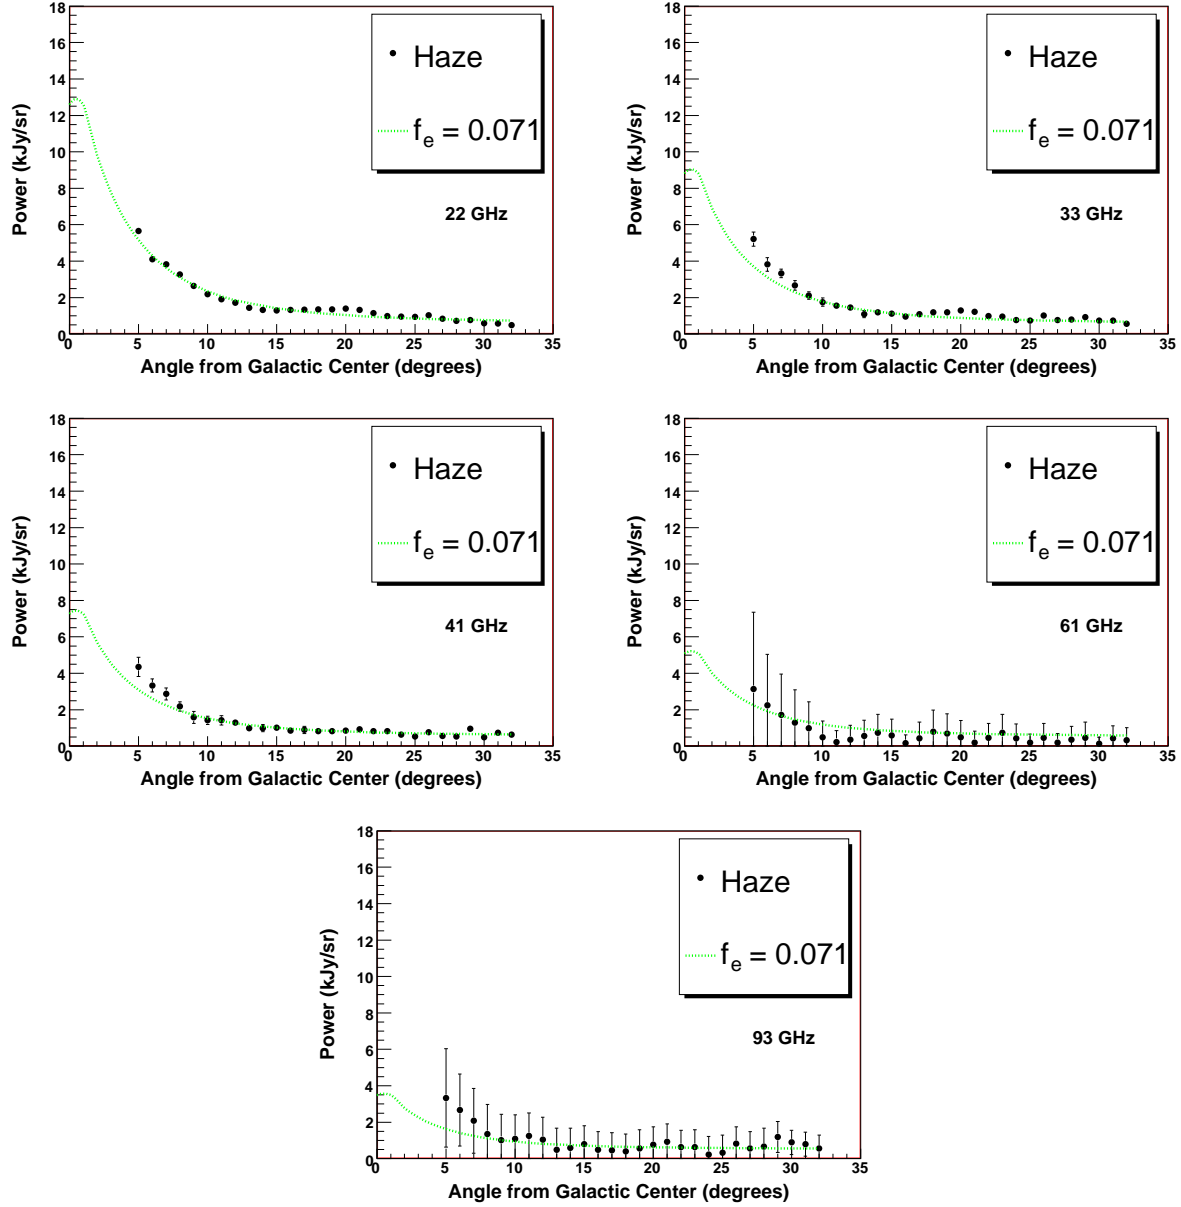 18
16
14
12
10
8
6
4
2
0
Power (kJy/sr)
Haze
f_e = 0.071
22 GHz
0 5 10 15 20 25 30 35
Angle from Galactic Center (degrees)
18
16
14
12
10
8
6
4
2
0
Power (kJy/sr)
Haze
f_e = 0.071
33 GHz
0 5 10 15 20 25 30 35
Angle from Galactic Center (degrees)
18
16
14
12
10
8
6
4
2
0
Power (kJy/sr)
Haze
f_e = 0.071
41 GHz
0 5 10 15 20 25 30 35
Angle from Galactic Center (degrees)
18
16
14
12
10
8
6
4
2
0
Power (kJy/sr)
Haze
f_e = 0.071
61 GHz
0 5 10 15 20 25 30 35
Angle from Galactic Center (degrees)
18
16
14
12
10
8
6
4
2
0
Power (kJy/sr)
Haze
f_e = 0.071
93 GHz
0 5 10 15 20 25 30 35
Angle from Galactic Center (degrees)